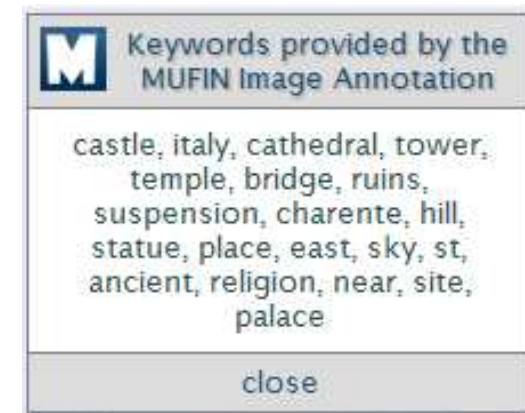 M
Keywords provided by the
MUFIN Image Annotation
castle, italy, cathedral, tower,
temple, bridge, ruins,
suspension, charente, hill,
statue, place, east, sky, st,
ancient, religion, near, site,
palace
close